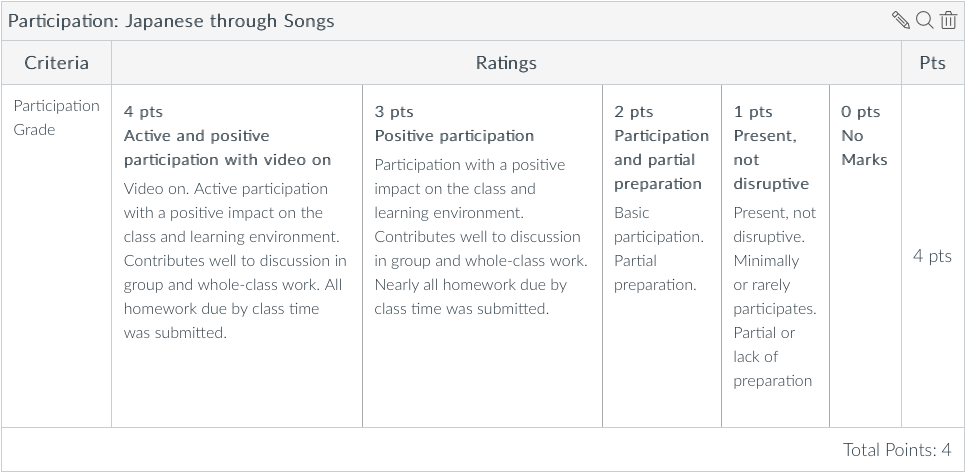 Participation: Japanese through Songs
Criteria
Ratings
Pts
Participation
Grade
4 pts
Active and positive
participation with video on
Video on. Active participation
with a positive impact on the
class and learning environment.
Contributes well to discussion in
group and whole-class work. All
homework due by class time
was submitted.
3 pts
Positive participation
Participation with a positive
impact on the class and
learning environment.
Contributes well to discussion
in group and whole-class work.
Nearly all homework due by
class time was submitted.
2 pts
Participation
and partial
preparation
Basic
participation.
Partial
preparation.
1 pts
Present,
not
disruptive
Present, not
disruptive.
Minimally
or rarely
participates.
Partial or
lack of
preparation
0 pts
No
Marks
4 pts
Total Points: 4